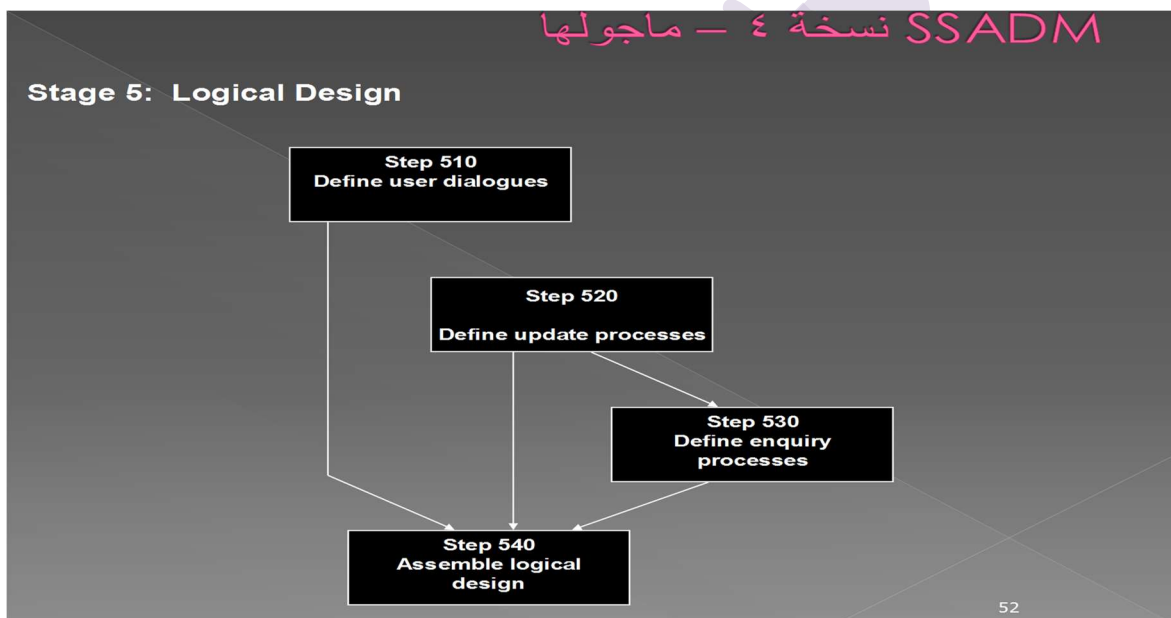 SSADM نسخة ٤ – ماجولها
Stage 5: Logical Design
Step 510
Define user dialogues
Step 520
Define update processes
Step 530
Define enquiry
processes
Step 540
Assemble logical
design
52